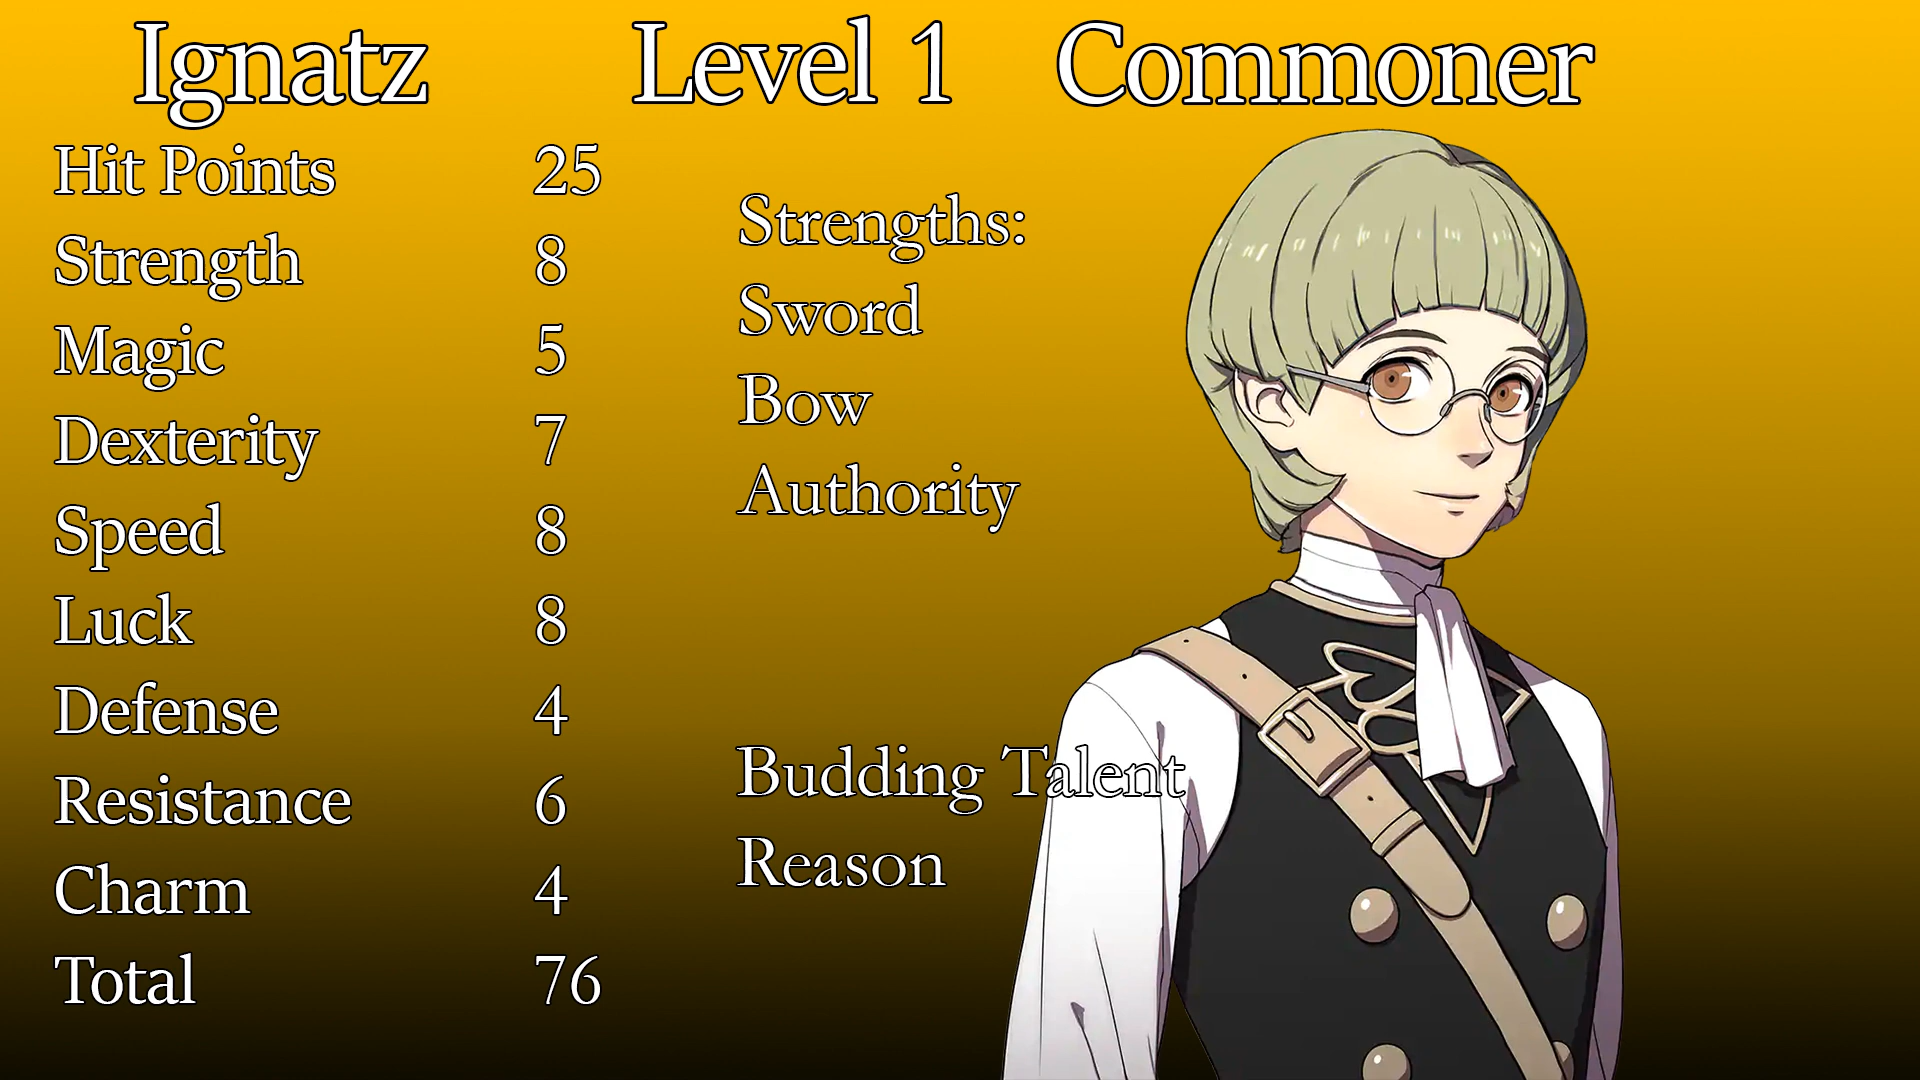 Ignatz Level 1 Commoner
Hit Points 25
Strength 8
Magic 5
Dexterity 7
Speed 8
Luck 8
Defense 4
Resistance 6
Charm 4
Total 76
Strengths:
Sword
Bow
Authority
Budding Talent
Reason